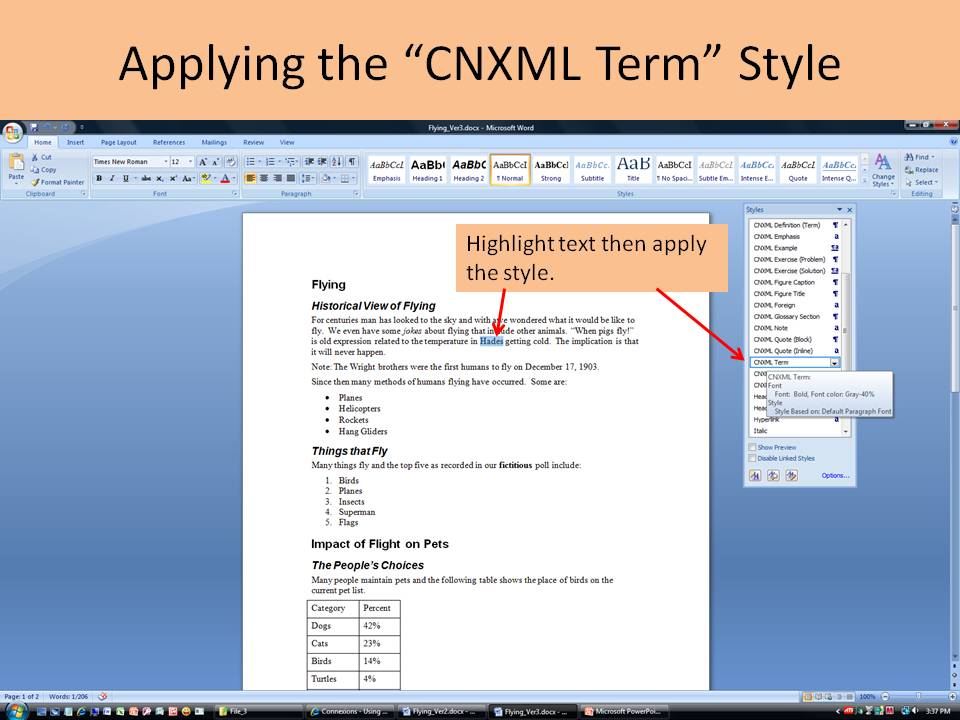 Applying the “CNXML Term” Style
Flying_Ver3.docx - Microsoft Word
Home Insert Page Layout References Mailings Review View
Paste
Cut
Copy
Format Painter
Clipboard
Times New Roman 12
Font
Paragraph
AaBbCcL AaBb( AaBbC AaBbCcI AaBbCc AaBbCc. AaB AaBbCcI AaBbCcL AaBbCcL AaBbCcL AaBbCcL
Emphasis Heading 1 Heading 2 ¶ Normal Strong Subtitle Title ¶ No Spaci... Subtle Em... Intense E... Quote Intense Q...
Styles
Change
Styles
Find
Replace
Select
Editing
Highlight text then apply
the style.
Flying
Historical View of Flying
For centuries man has looked to the sky and with a we wondered what it would be like to
fly. We even have some jokes about flying that include other animals. “When pigs fly!”
is old expression related to the temperature in Hades getting cold. The implication is that
it will never happen.
Note: The Wright brothers were the first humans to fly on December 17, 1903.
Since then many methods of humans flying have occurred. Some are:
• Planes
• Helicopters
• Rockets
• Hang Gliders
Things that Fly
Many things fly and the top five as recorded in our fictitious poll include:
1. Birds
2. Planes
3. Insects
4. Superman
5. Flags
Impact of Flight on Pets
The People’s Choices
Many people maintain pets and the following table shows the place of birds on the
current pet list.
Category Percent
Dogs 42%
Cats 23%
Birds 14%
Turtles 4%
Styles
CNXML Definition (Term) ¶
CNXML Emphasis a
CNXML Example
CNXML Exercise (Problem) ¶
CNXML Exercise (Solution)
CNXML Figure Caption ¶
CNXML Figure Title ¶
CNXML Foreign a
CNXML Glossary Section ¶
CNXML Note a
CNXML Quote (Block) ¶
CNXML Quote (Inline) a
CNXML Term
CNX
CNX
Hea
Hea
Hyperlink a
Italic
CNXML Term:
Font
Font: Bold, Font color: Gray-40%
Style
Style Based on: Default Paragraph Font
Show Preview
Disable Linked Styles
Options...
Page: 1 of 2 Words: 1/206
100%
File_3
Connexions - Using ...
Flying_Ver2.docx - ...
Flying_Ver3.docx - ...
Microsoft PowerPoi...
3:37 PM